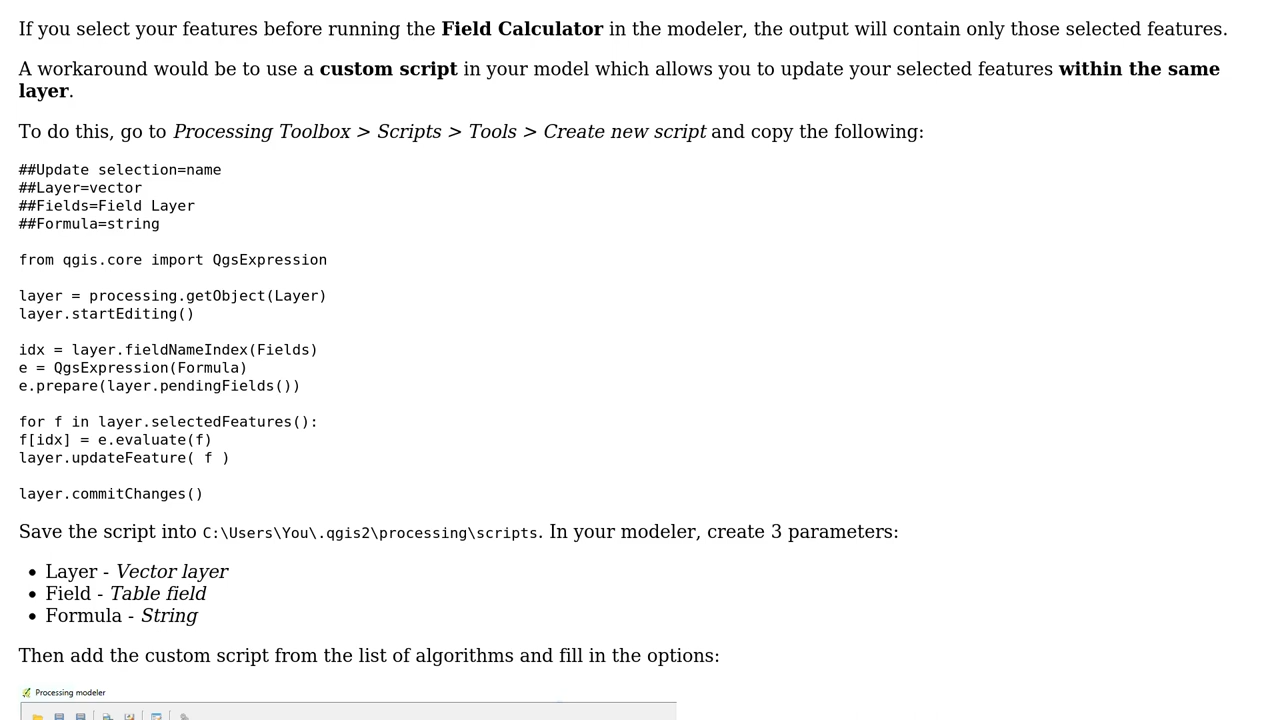 If you select your features before running the Field Calculator in the modeler, the output will contain only those selected features.
A workaround would be to use a custom script in your model which allows you to update your selected features within the same
layer.
To do this, go to Processing Toolbox > Scripts > Tools > Create new script and copy the following:
##Update selection=name
##Layer=vector
##Fields=Field Layer
##Formula=string
from qgis.core import QgsExpression
layer = processing.getObject(Layer)
layer.startEditing()
idx = layer.fieldNameIndex(Fields)
e = QgsExpression(Formula)
e.prepare(layer.pendingFields())
for f in layer.selectedFeatures():
f[idx] = e.evaluate(f)
layer.updateFeature( f )
layer.commitChanges()
Save the script into C:\Users\You\.qgis2\processing\scripts. In your modeler, create 3 parameters:
• Layer - Vector layer
• Field - Table field
• Formula - String
Then add the custom script from the list of algorithms and fill in the options:
Processing modeler